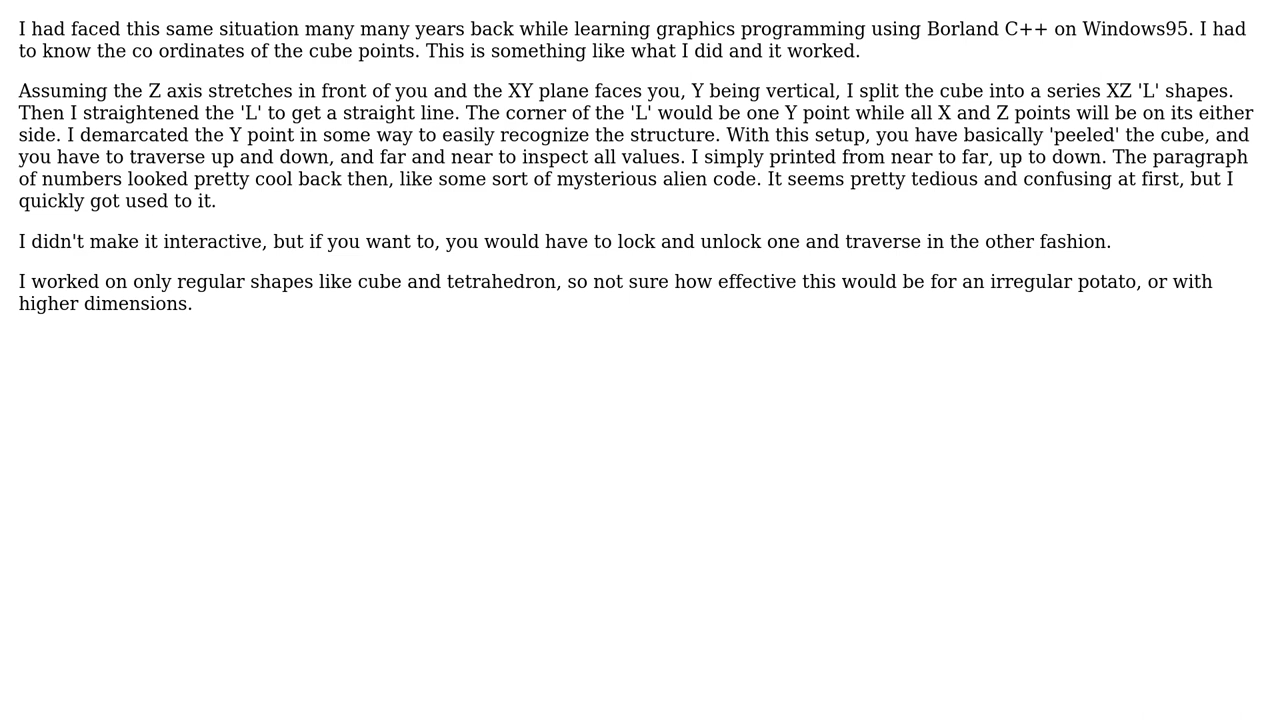 I had faced this same situation many many years back while learning graphics programming using Borland C++ on Windows95. I had
to know the co ordinates of the cube points. This is something like what I did and it worked.
Assuming the Z axis stretches in front of you and the XY plane faces you, Y being vertical, I split the cube into a series XZ 'L' shapes.
Then I straightened the 'L' to get a straight line. The corner of the 'L' would be one Y point while all X and Z points will be on its either
side. I demarcated the Y point in some way to easily recognize the structure. With this setup, you have basically 'peeled' the cube, and
you have to traverse up and down, and far and near to inspect all values. I simply printed from near to far, up to down. The paragraph
of numbers looked pretty cool back then, like some sort of mysterious alien code. It seems pretty tedious and confusing at first, but I
quickly got used to it.
I didn't make it interactive, but if you want to, you would have to lock and unlock one and traverse in the other fashion.
I worked on only regular shapes like cube and tetrahedron, so not sure how effective this would be for an irregular potato, or with
higher dimensions.